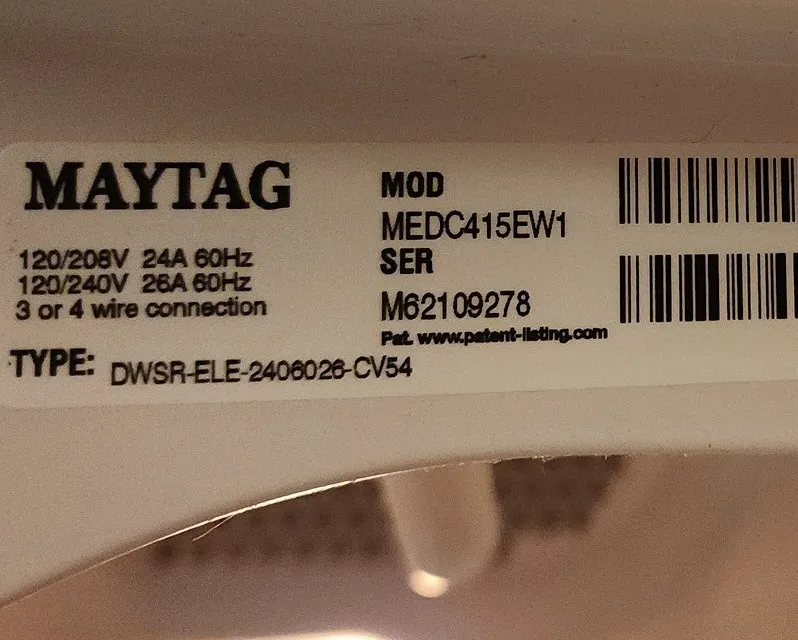 MAYTAG
120/208V 24A 60Hz
120/240V 26A 60Hz
3 or 4 wire connection
TYPE: DWSR-ELE-2406026-CV54
MOD
MEDC415EW1
SER
M62109278
Pat. www.patent-listing.com